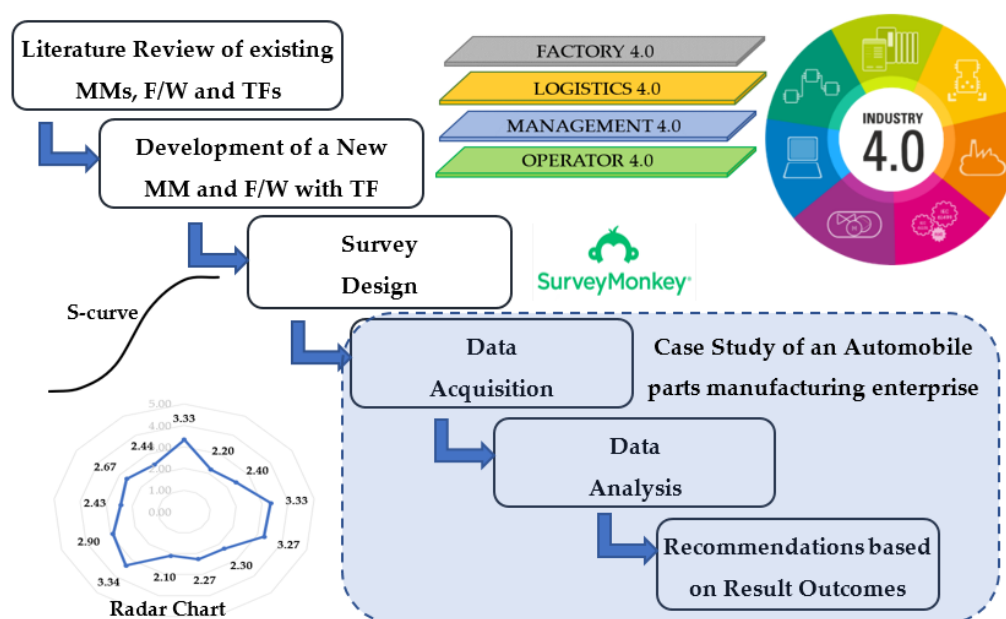 Literature Review of existing
MMs, F/W and TFs
Development of a New
MM and F/W with TF
Survey
Design
Data
Acquisition
Data
Analysis
Recommendations based
on Result Outcomes
Case Study of an Automobile
parts manufacturing enterprise
FACTORY 4.0
LOGISTICS 4.0
MANAGEMENT 4.0
OPERATOR 4.0
INDUSTRY
4.0
SurveyMonkey®
S-curve
5.00
4.00
2.00
1.00
0.00
3.33
2.20
2.40
3.33
3.27
2.30
2.27
2.10
3.34
2.90
2.43
2.67
2.44
Radar Chart